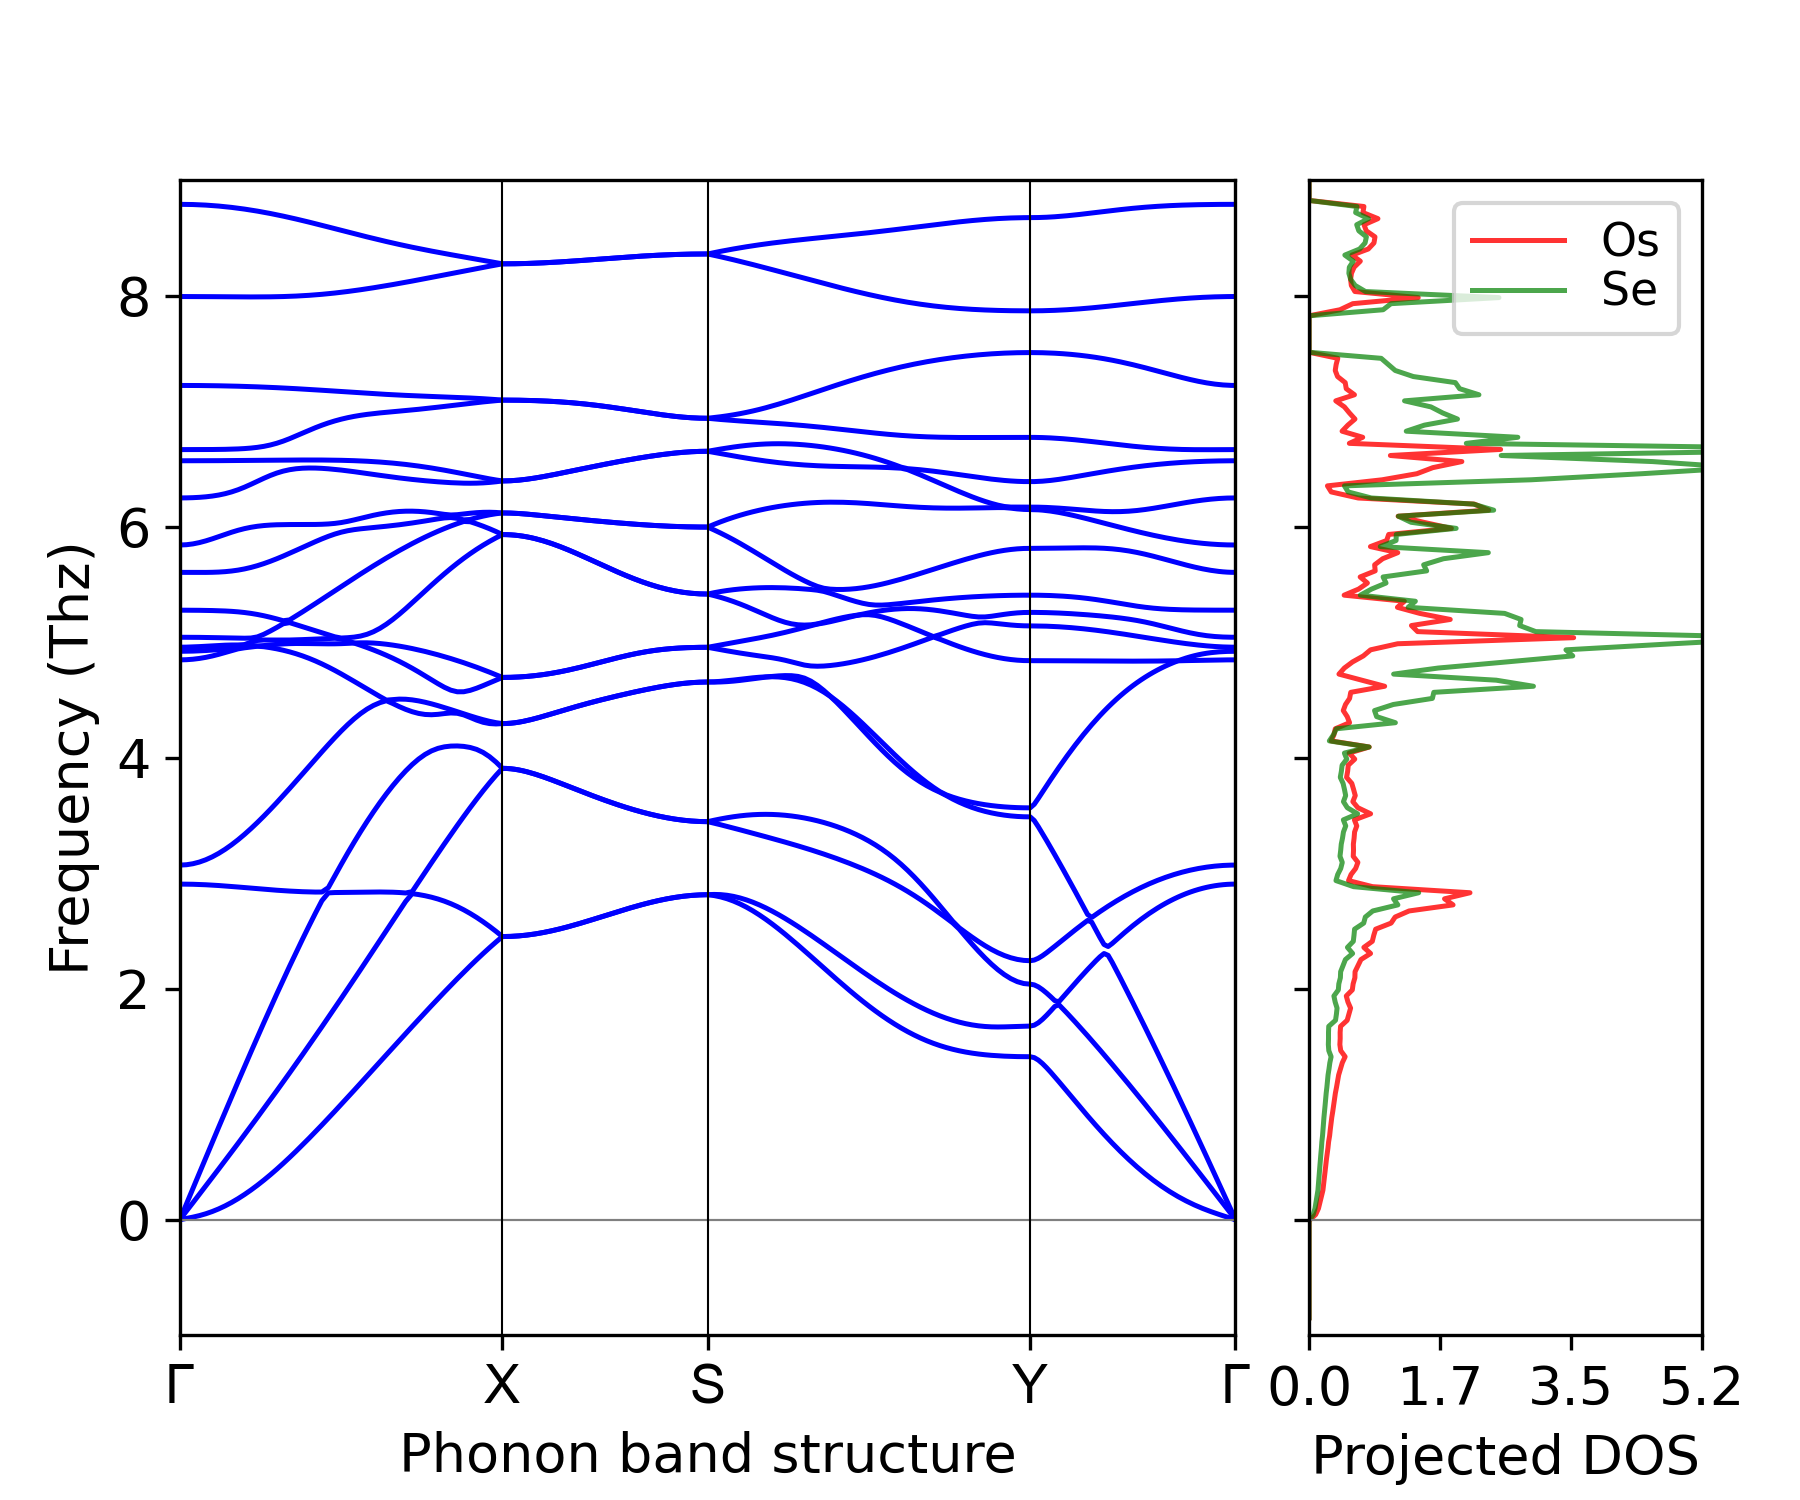 Frequency (Thz)
8
6
4
2
0
Γ X S Y Γ
Phonon band structure
Os
Se
0.0 1.7 3.5 5.2
Projected DOS